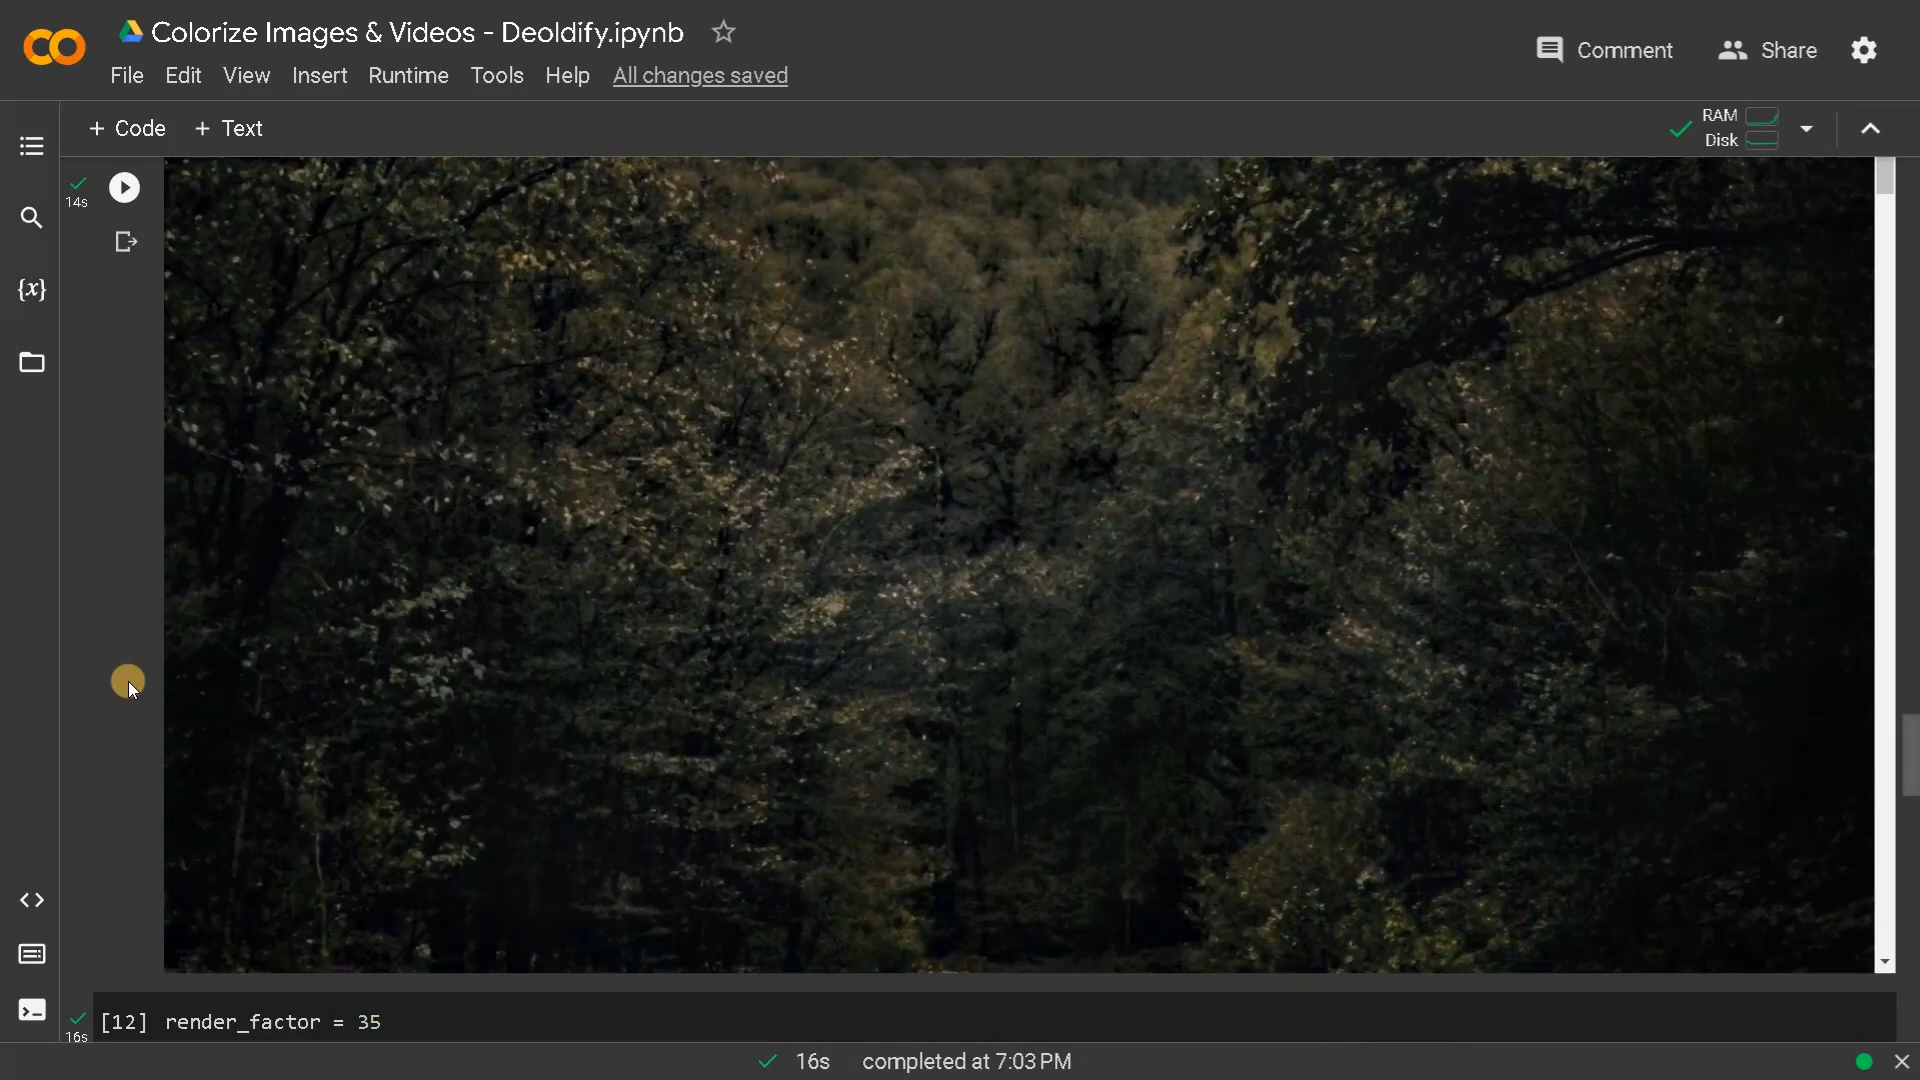 Colorize Images & Videos - Deoldify.ipynb
Comment
Share
File Edit View Insert Runtime Tools Help All changes saved
+ Code + Text
RAM
Disk
14s
{x}
[12] render_factor = 35
16s
16s completed at 7:03 PM